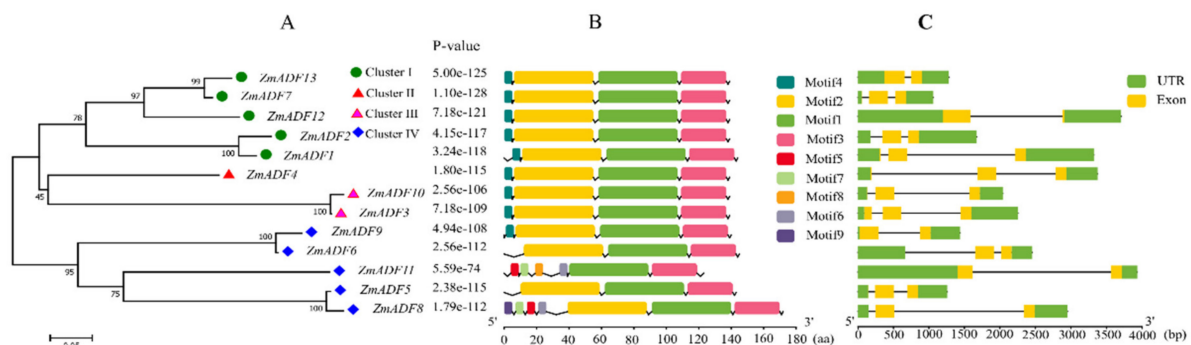 A
B
C
P-value
99
ZmADF13
Cluster I
5.00e-125
Motif4
UTR
97
ZmADF7
Cluster II
1.10e-128
Motif2
Exon
ZmADF12
Cluster III
7.18e-121
Motif1
78
ZmADF2
Cluster IV
4.15e-117
Motif3
100
ZmADF1
3.24e-118
Motif5
ZmADF4
1.80e-115
Motif7
45
ZmADF10
2.56e-106
Motif8
100
ZmADF3
7.18e-109
Motif6
ZmADF9
4.94e-108
Motif9
100
ZmADF6
2.56e-112
95
ZmADF11
5.59e-74
75
ZmADF5
2.38e-115
100
ZmADF8
1.79e-112
5' 3' 5' 3'
0 20 40 60 80 100 120 140 160 180 (aa)
0 500 1000 1500 2000 2500 3000 3500 4000 (bp)
0.05